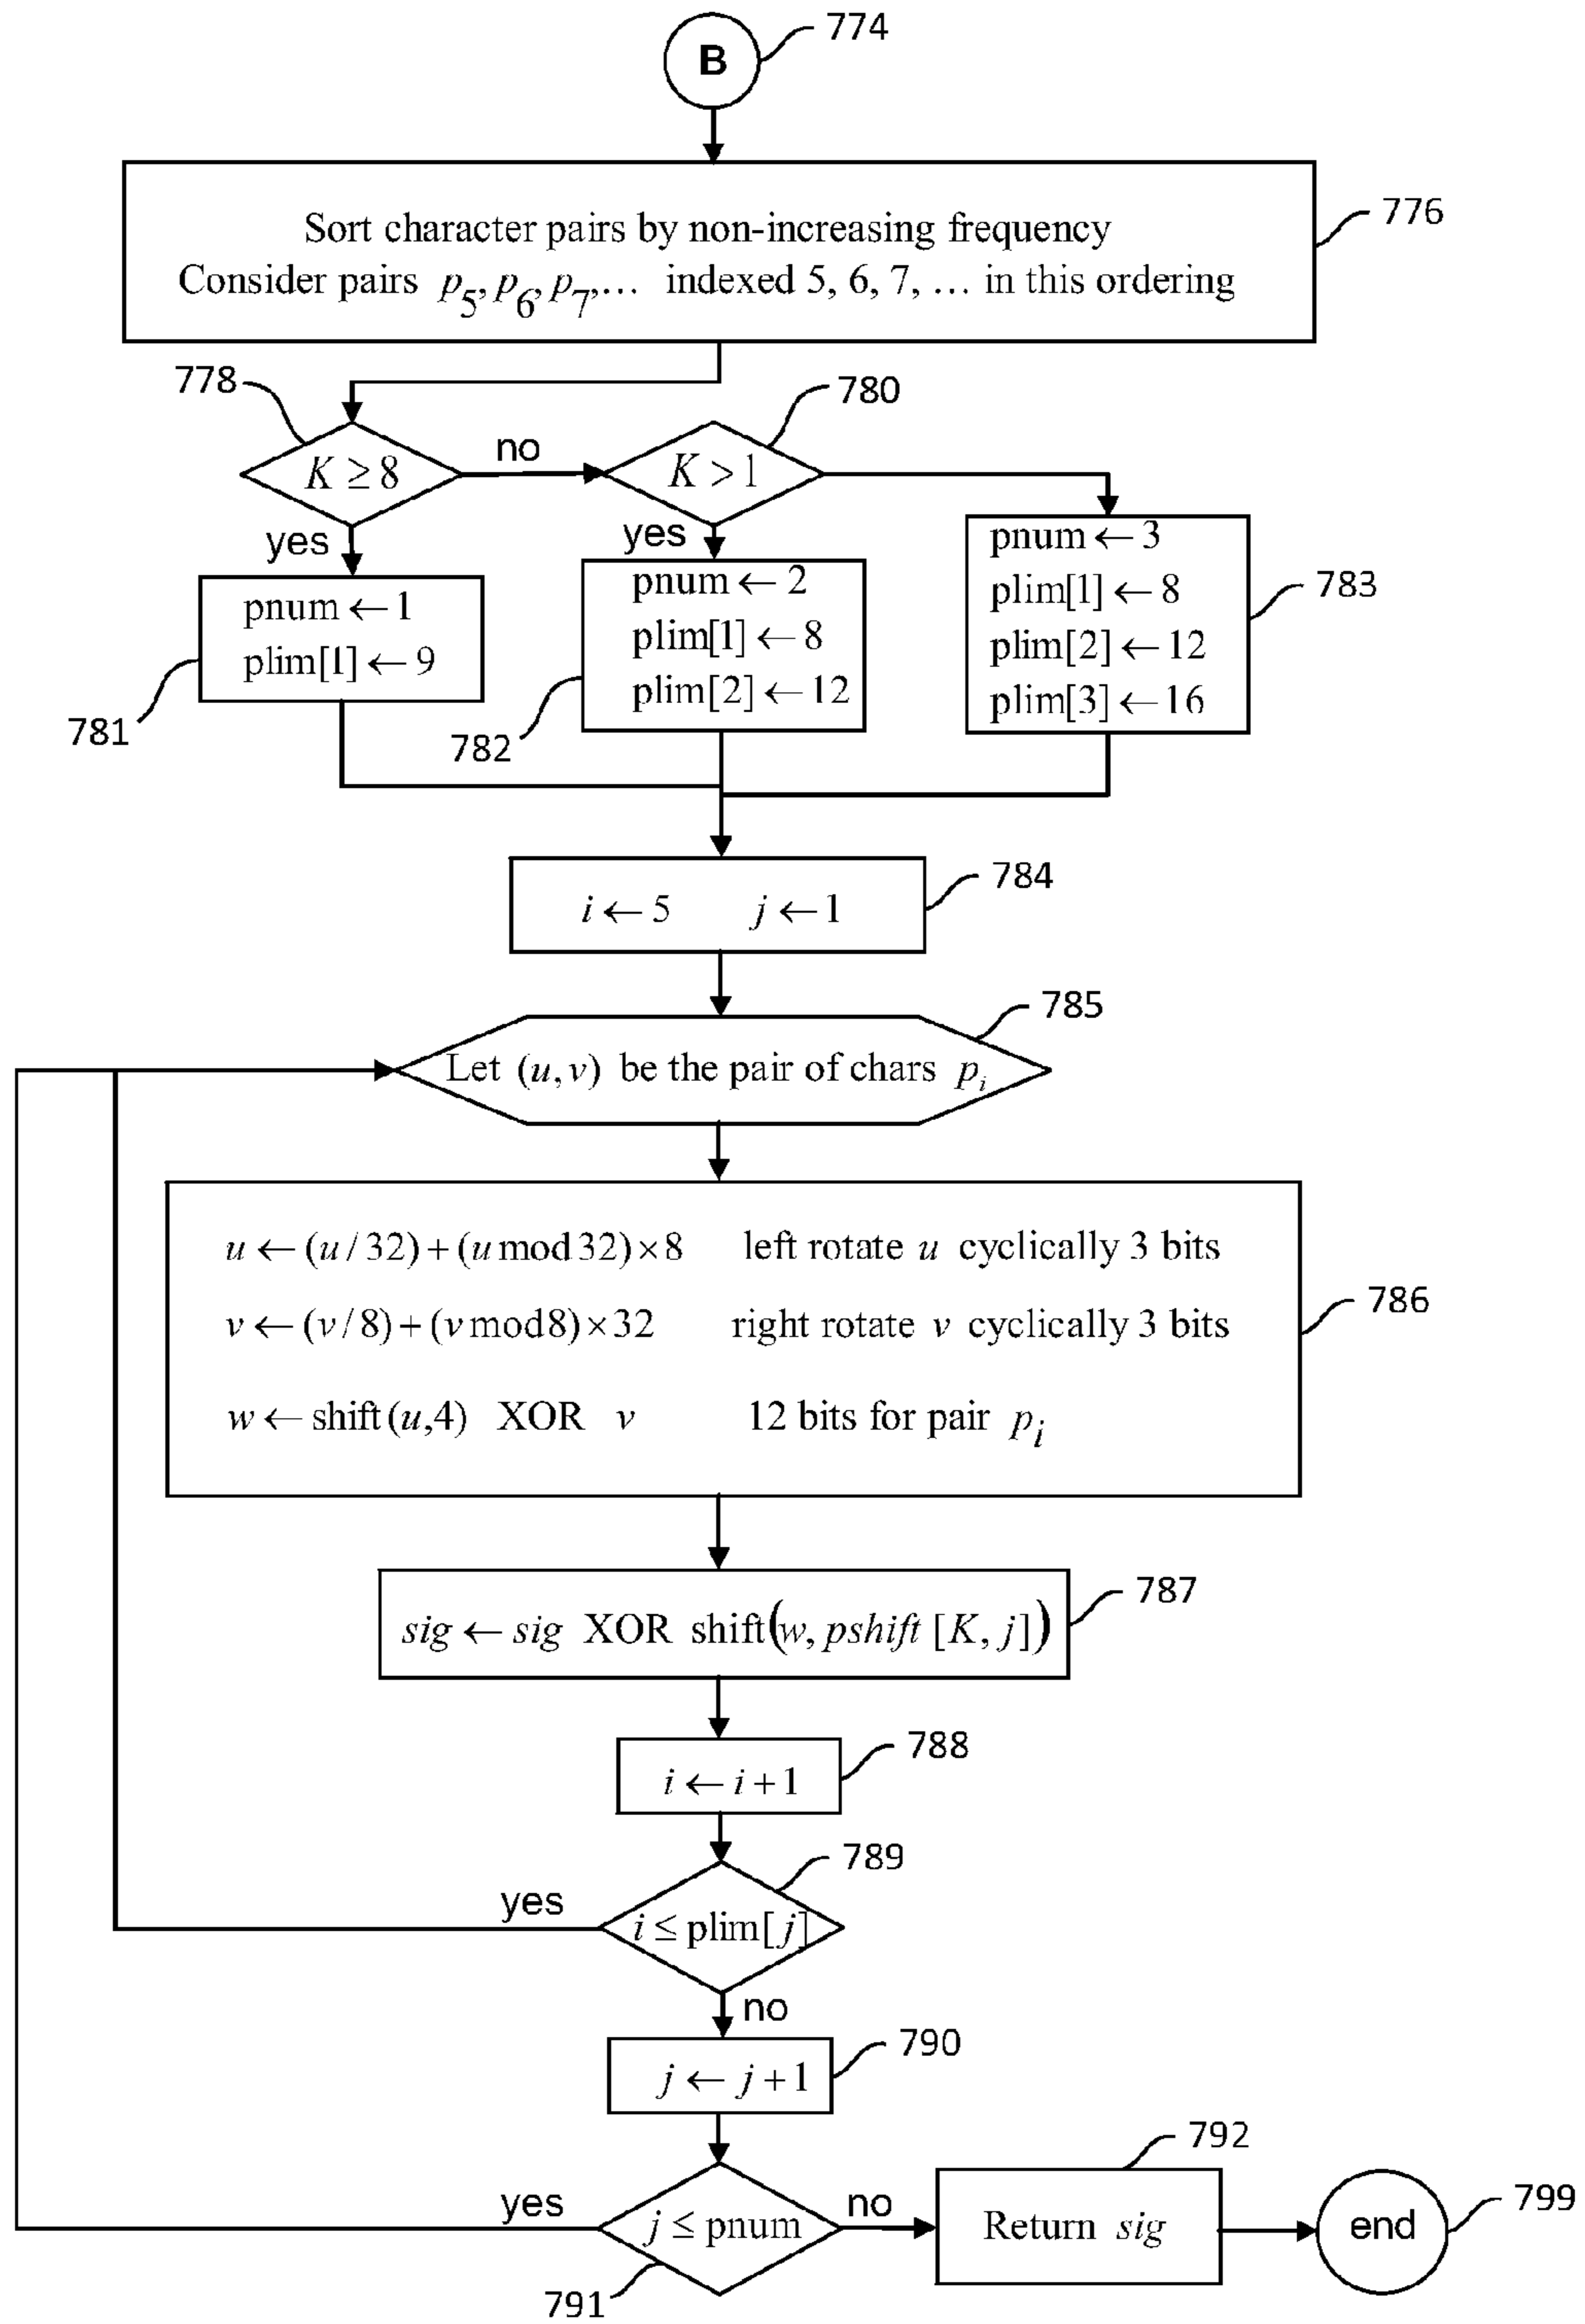 B
774
Sort character pairs by non-increasing frequency
Consider pairs p5, p6, p7,… indexed 5, 6, 7, … in this ordering
776
778
780
K ≥ 8
no
K > 1
yes
yes
pnum ← 1
plim[1] ← 9
781
pnum ← 2
plim[1] ← 8
plim[2] ← 12
782
pnum ← 3
plim[1] ← 8
plim[2] ← 12
plim[3] ← 16
783
i ← 5 j ← 1
784
785
Let (u, v) be the pair of chars pi
u ← (u / 32) + (u mod 32) × 8 left rotate u cyclically 3 bits
v ← (v / 8) + (v mod 8) × 32 right rotate v cyclically 3 bits
w ← shift(u,4) XOR v 12 bits for pair pi
786
sig ← sig XOR shift(w, pshift [K, j])
787
i ← i + 1
788
789
yes
i ≤ plim[j]
no
j ← j + 1
790
yes
j ≤ pnum
no
791
Return sig
792
end
799